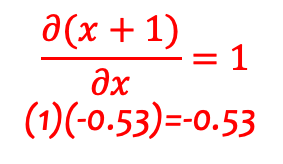 ∂(x + 1)/∂x = 1
(1)(-0.53)=-0.53